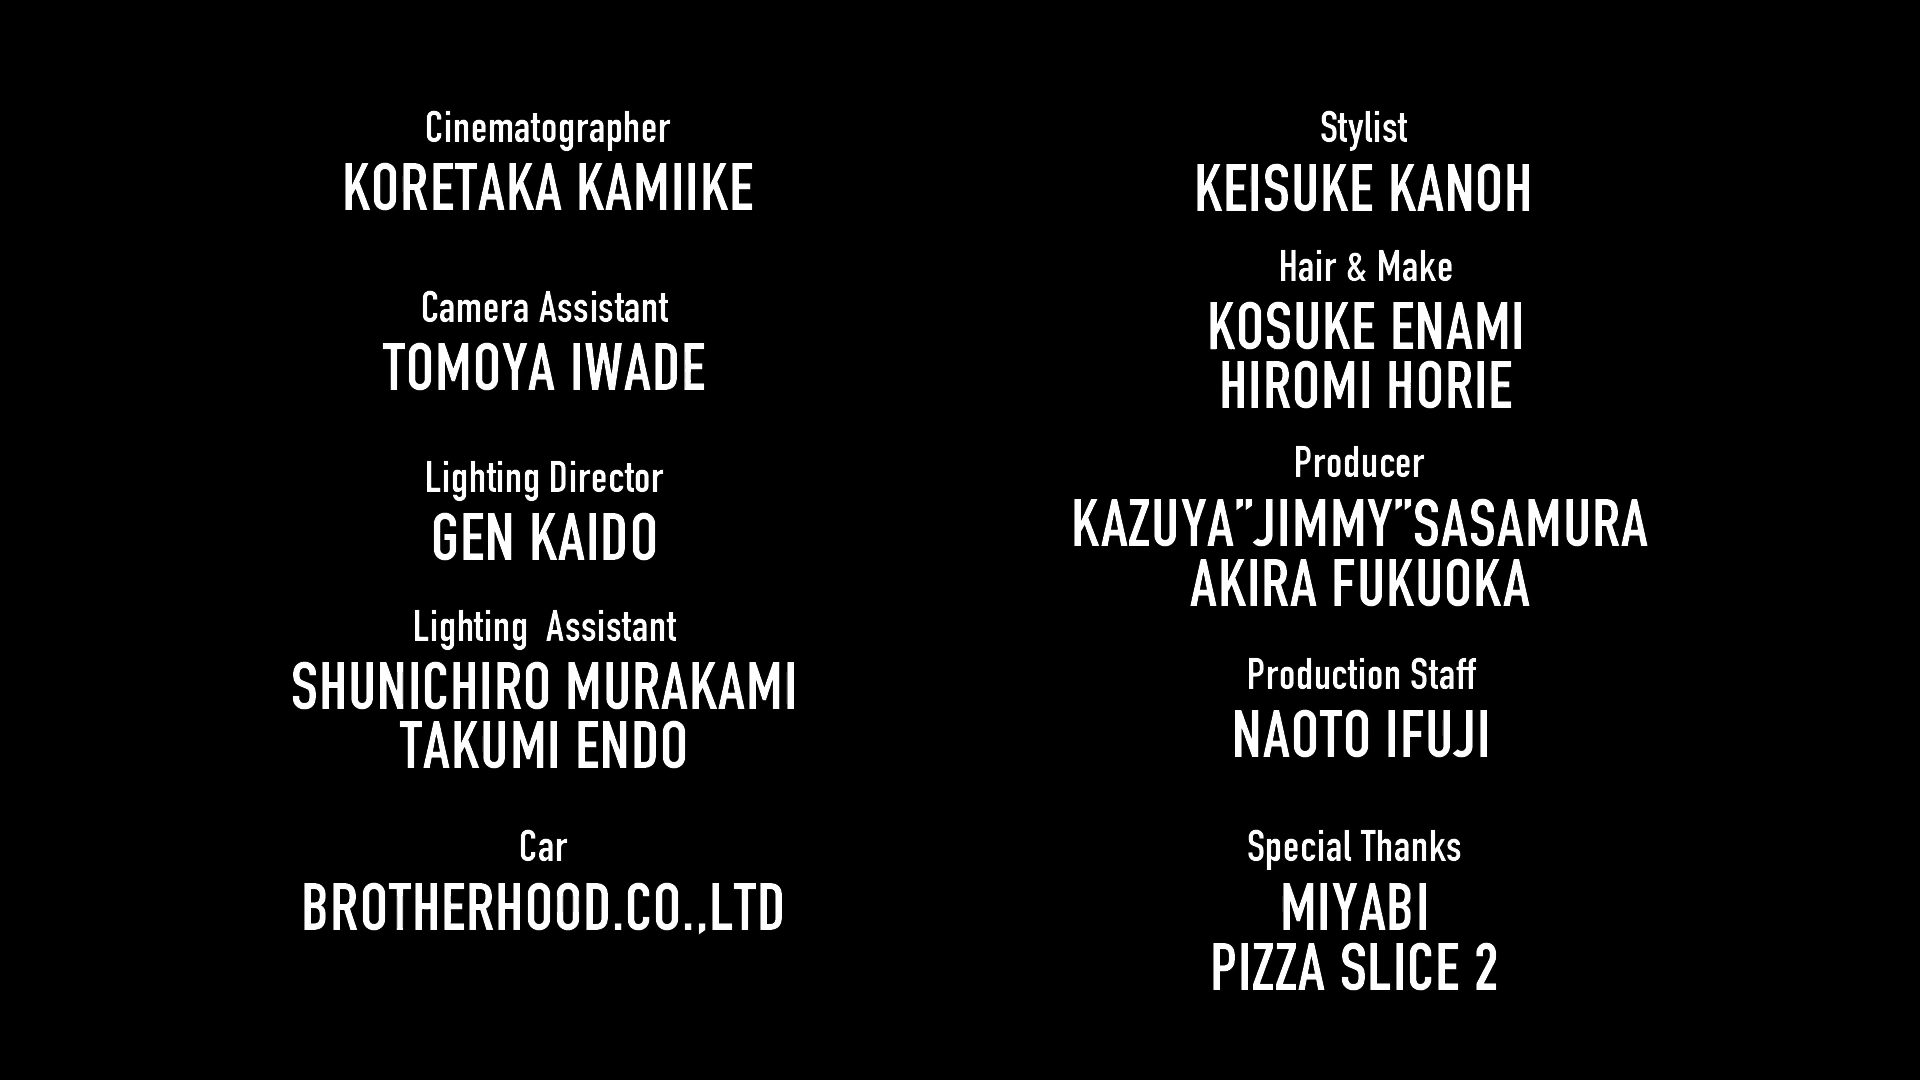 Cinematographer
KORETAKA KAMIIKE
Camera Assistant
TOMOYA IWADE
Lighting Director
GEN KAIDO
Lighting  Assistant
SHUNICHIRO MURAKAMI
TAKUMI ENDO
Car
BROTHERHOOD.CO.,LTD
Stylist
KEISUKE KANOH
Hair & Make
KOSUKE ENAMI
HIROMI HORIE
Producer
KAZUYA”JIMMY”SASAMURA
AKIRA FUKUOKA
Production Staff
NAOTO IFUJI
Special Thanks
MIYABI
PIZZA SLICE 2